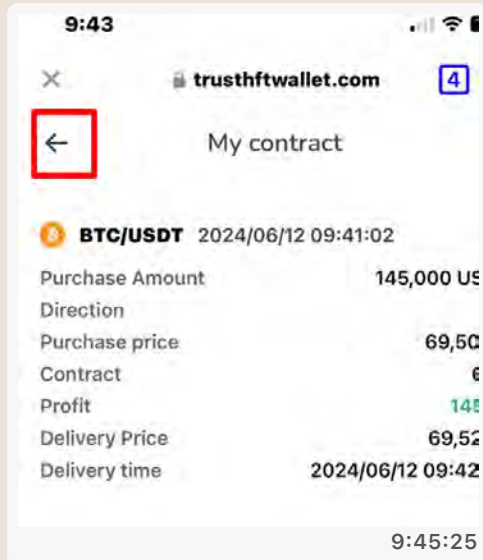 9:43
trusthftwallet.com 4
My contract
BTC/USDT 2024/06/12 09:41:02
Purchase Amount 145,000 US
Direction
Purchase price 69,50
Contract
Profit 145
Delivery Price 69,52
Delivery time 2024/06/12 09:42
9:45:25